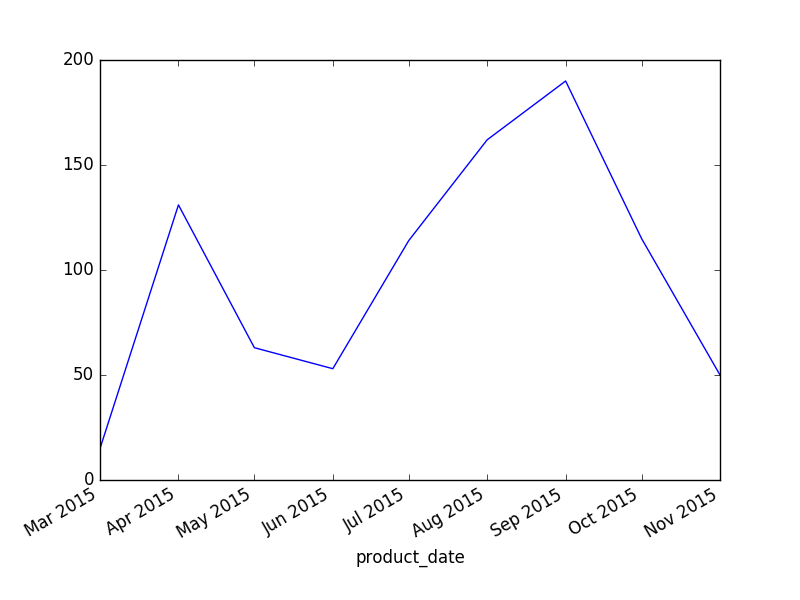 200
150
100
50
0
Mar 2015
Apr 2015
May 2015
Jun 2015
Jul 2015
Aug 2015
Sep 2015
Oct 2015
Nov 2015
product_date